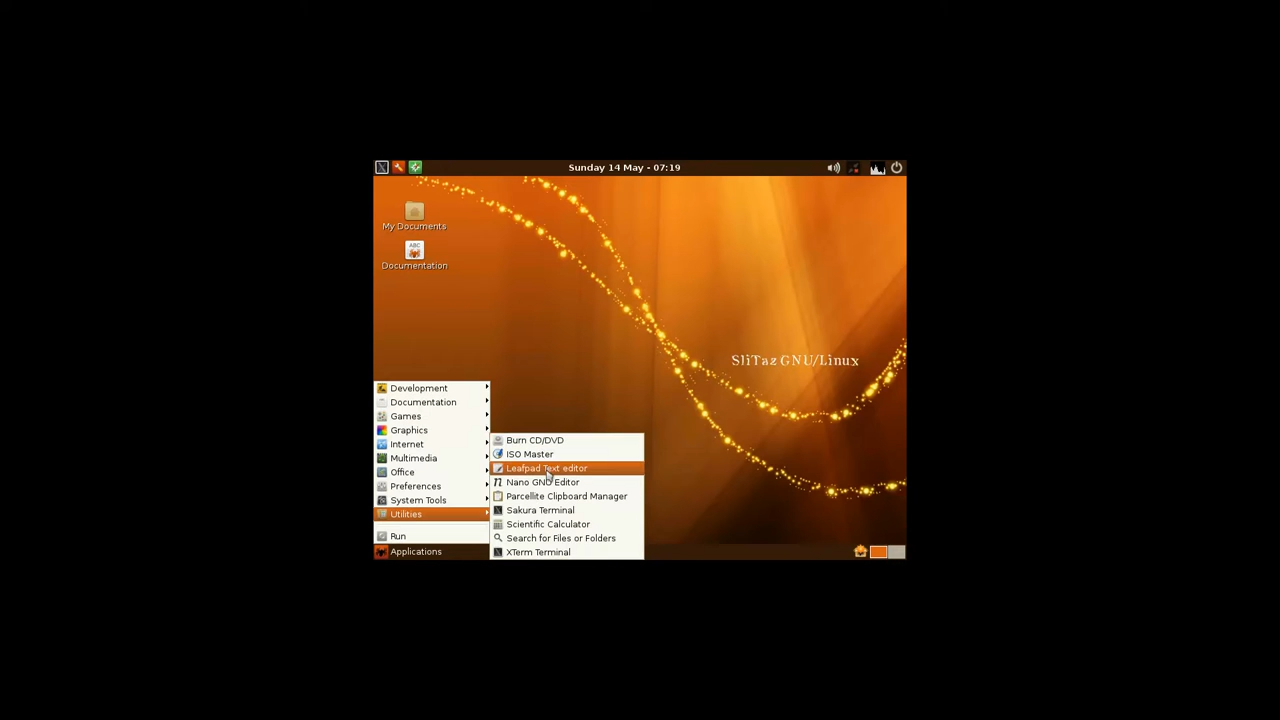 Sunday 14 May - 07:19
My Documents
ABC
Documentation
SliTaz GNU/Linux
Development
Documentation
Games
Graphics
Internet
Multimedia
Office
Preferences
System Tools
Utilities
Run
Applications
Burn CD/DVD
ISO Master
Leafpad Text editor
Nano GNU Editor
Parcellite Clipboard Manager
Sakura Terminal
Scientific Calculator
Search for Files or Folders
XTerm Terminal